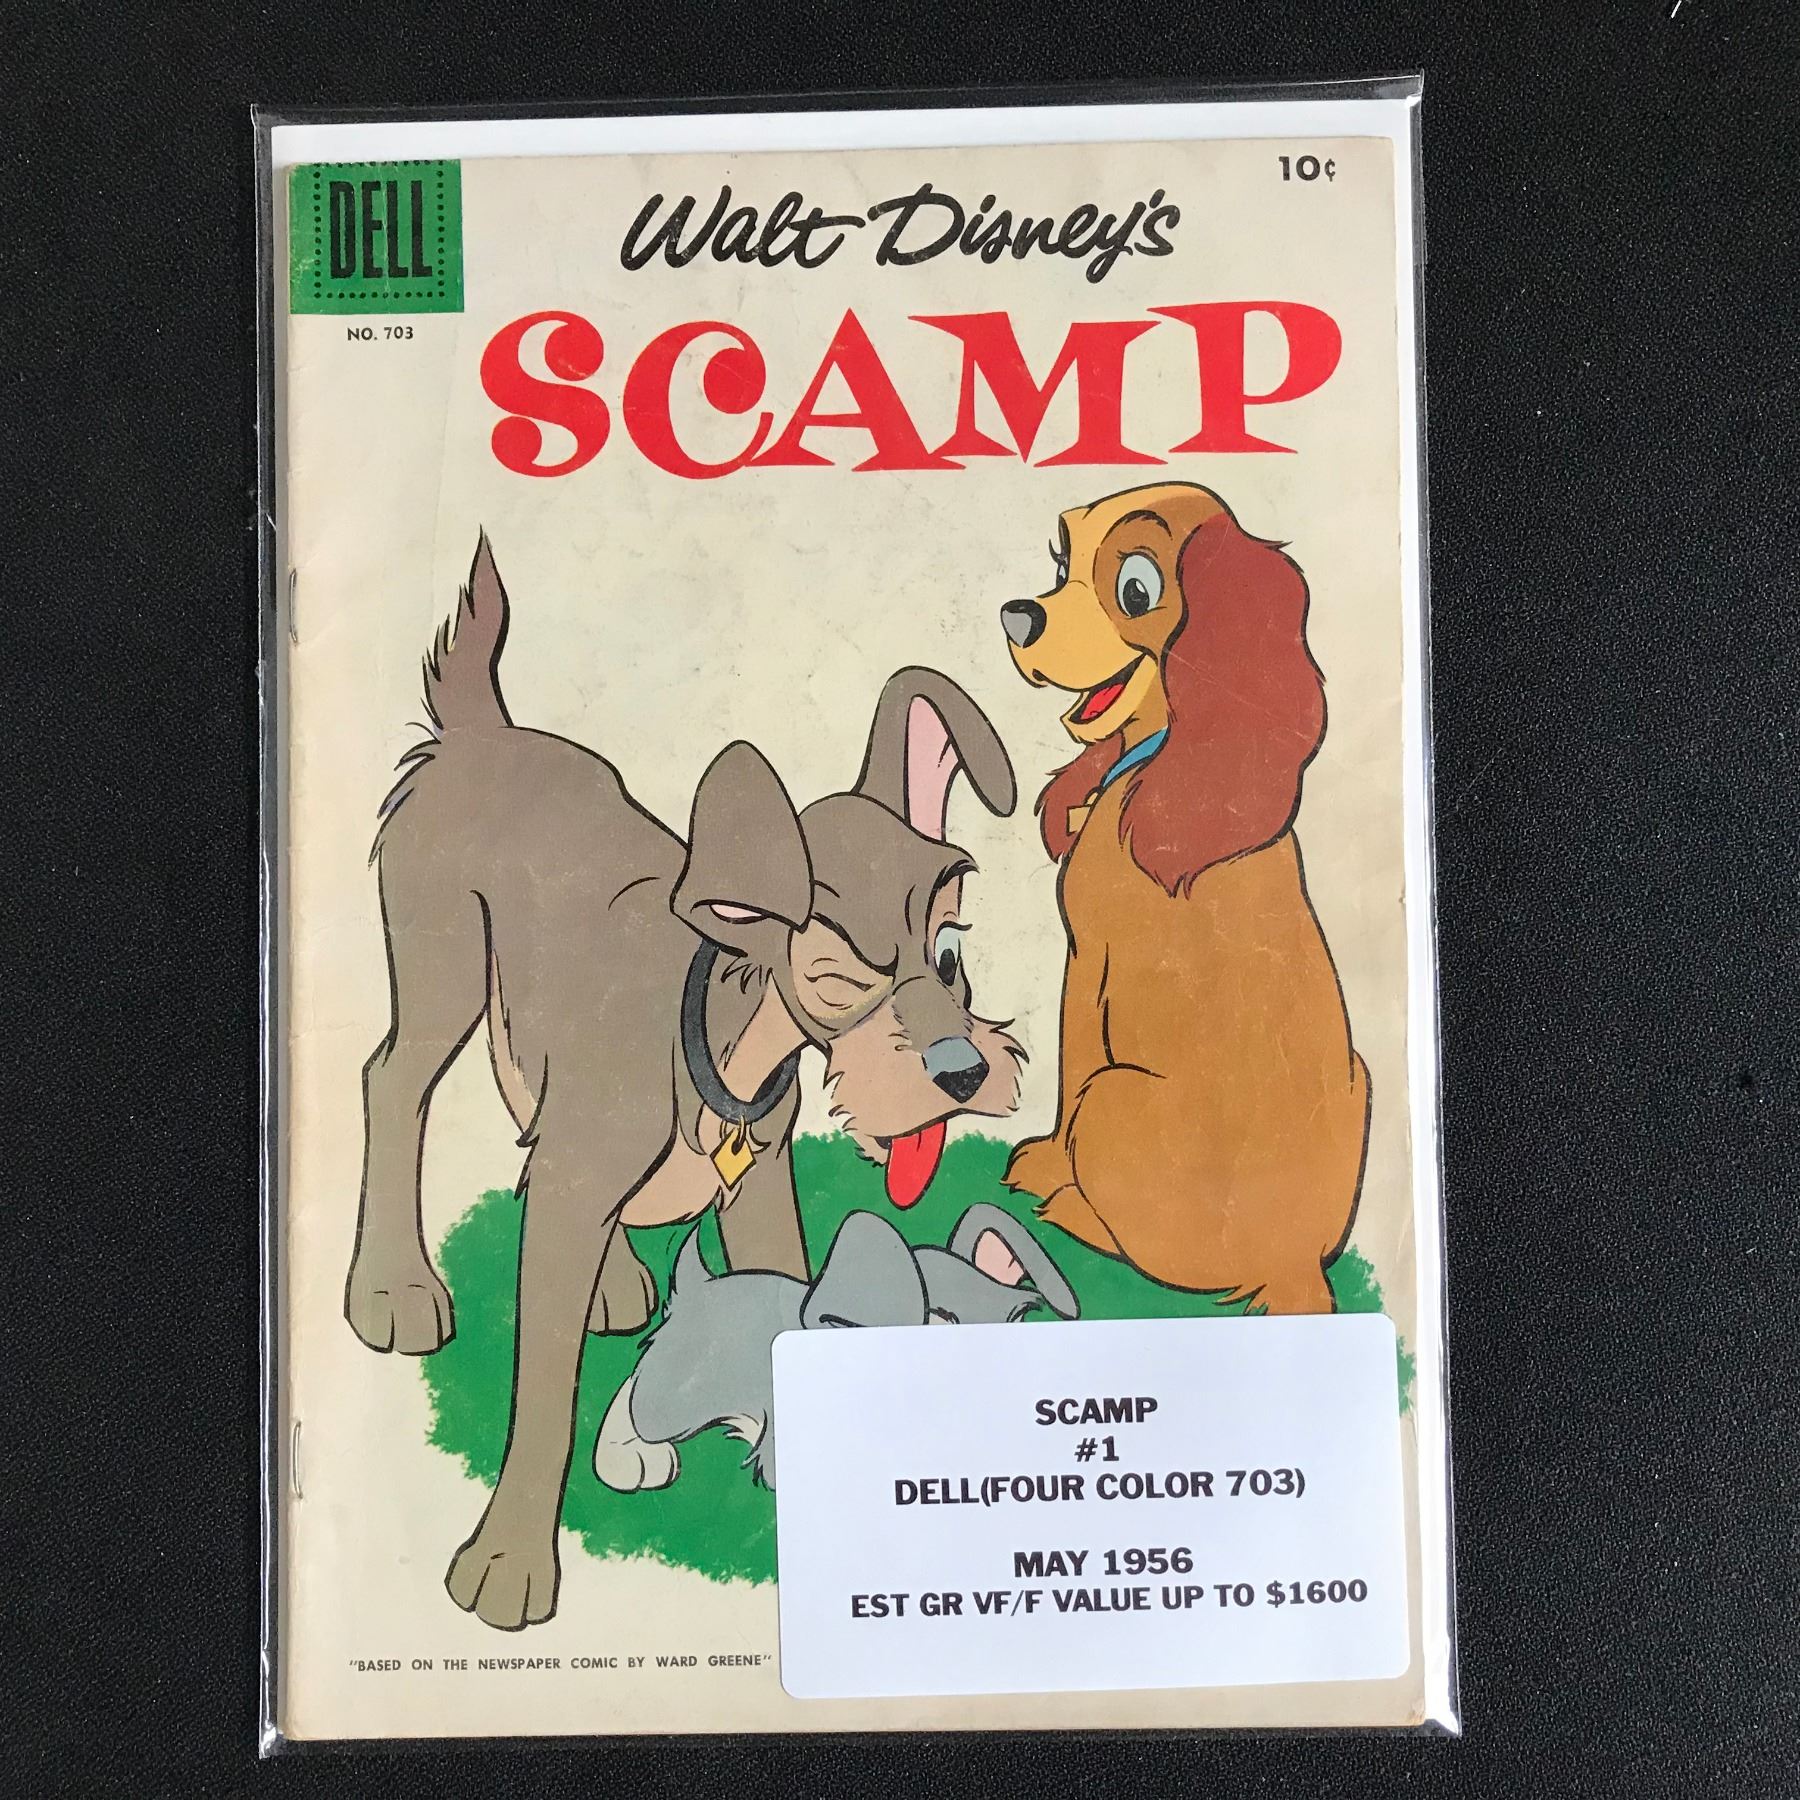 DELL
10¢
Walt Disney's
NO. 703
SCAMP
SCAMP
#1
DELL(FOUR COLOR 703)
MAY 1956
EST GR VF/F VALUE UP TO $1600
"BASED ON THE NEWSPAPER COMIC BY WARD GREENE"